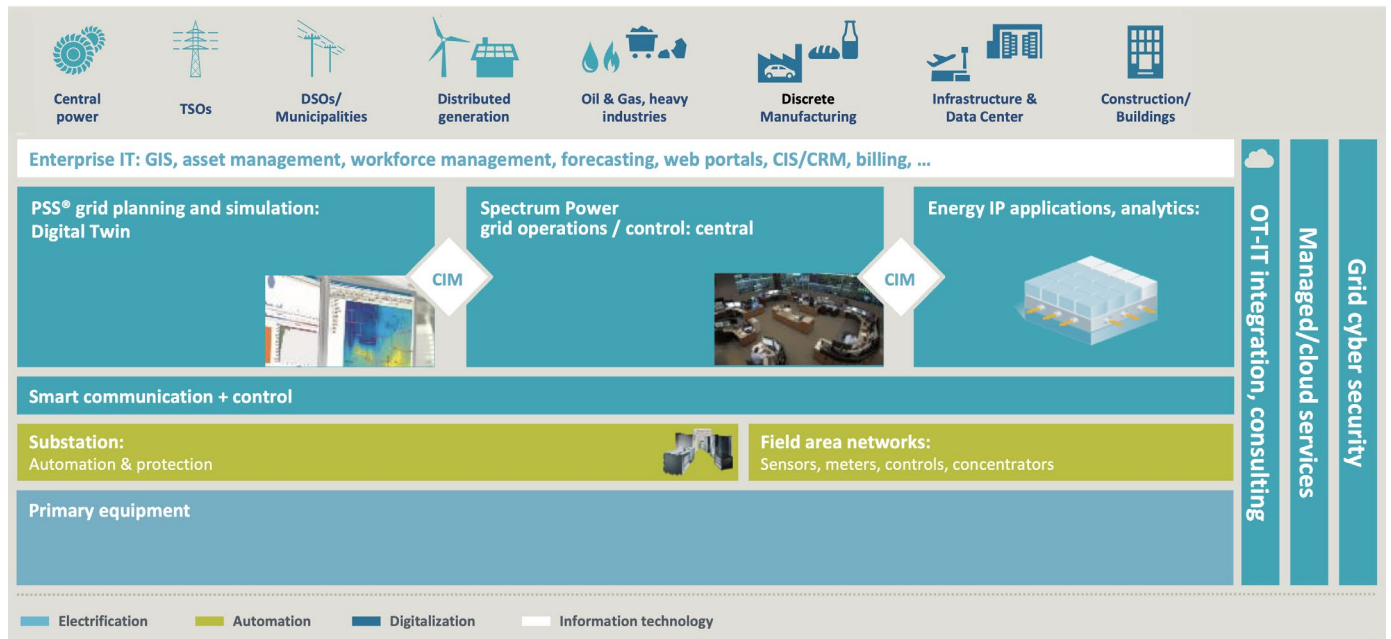 Central
power
TSOs
DSOs/
Municipalities
Distributed
generation
Oil & Gas, heavy
industries
Discrete
Manufacturing
Infrastructure &
Data Center
Construction/
Buildings
Enterprise IT: GIS, asset management, workforce management, forecasting, web portals, CIS/CRM, billing, ...
PSS® grid planning and simulation:
Digital Twin
CIM
Spectrum Power
grid operations / control: central
CIM
Energy IP applications, analytics:
Smart communication + control
Substation:
Automation & protection
Field area networks:
Sensors, meters, controls, concentrators
Primary equipment
OT-IT integration, consulting
Managed/cloud services
Grid cyber security
Electrification
Automation
Digitalization
Information technology